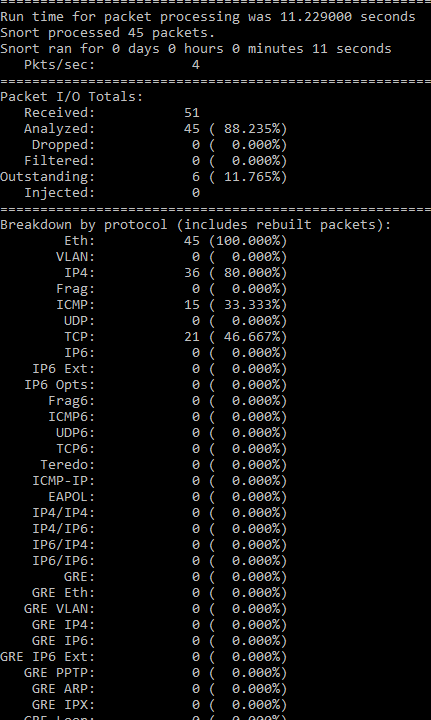 ===============================================================
Run time for packet processing was 11.229000 seconds
Snort processed 45 packets.
Snort ran for 0 days 0 hours 0 minutes 11 seconds
   Pkts/sec:            4
===============================================================
Packet I/O Totals:
   Received:           51
   Analyzed:           45 ( 88.235%)
    Dropped:            0 (  0.000%)
   Filtered:            0 (  0.000%)
Outstanding:            6 ( 11.765%)
   Injected:            0
===============================================================
Breakdown by protocol (includes rebuilt packets):
        Eth:           45 (100.000%)
       VLAN:            0 (  0.000%)
        IP4:           36 ( 80.000%)
       Frag:            0 (  0.000%)
       ICMP:           15 ( 33.333%)
        UDP:            0 (  0.000%)
        TCP:           21 ( 46.667%)
        IP6:            0 (  0.000%)
    IP6 Ext:            0 (  0.000%)
   IP6 Opts:            0 (  0.000%)
      Frag6:            0 (  0.000%)
      ICMP6:            0 (  0.000%)
       UDP6:            0 (  0.000%)
       TCP6:            0 (  0.000%)
     Teredo:            0 (  0.000%)
    ICMP-IP:            0 (  0.000%)
      EAPOL:            0 (  0.000%)
    IP4/IP4:            0 (  0.000%)
    IP4/IP6:            0 (  0.000%)
    IP6/IP4:            0 (  0.000%)
    IP6/IP6:            0 (  0.000%)
        GRE:            0 (  0.000%)
    GRE Eth:            0 (  0.000%)
   GRE VLAN:            0 (  0.000%)
    GRE IP4:            0 (  0.000%)
    GRE IP6:            0 (  0.000%)
GRE IP6 Ext:            0 (  0.000%)
   GRE PPTP:            0 (  0.000%)
    GRE ARP:            0 (  0.000%)
    GRE IPX:            0 (  0.000%)
   GRE Loop:            0 (  0.000%)